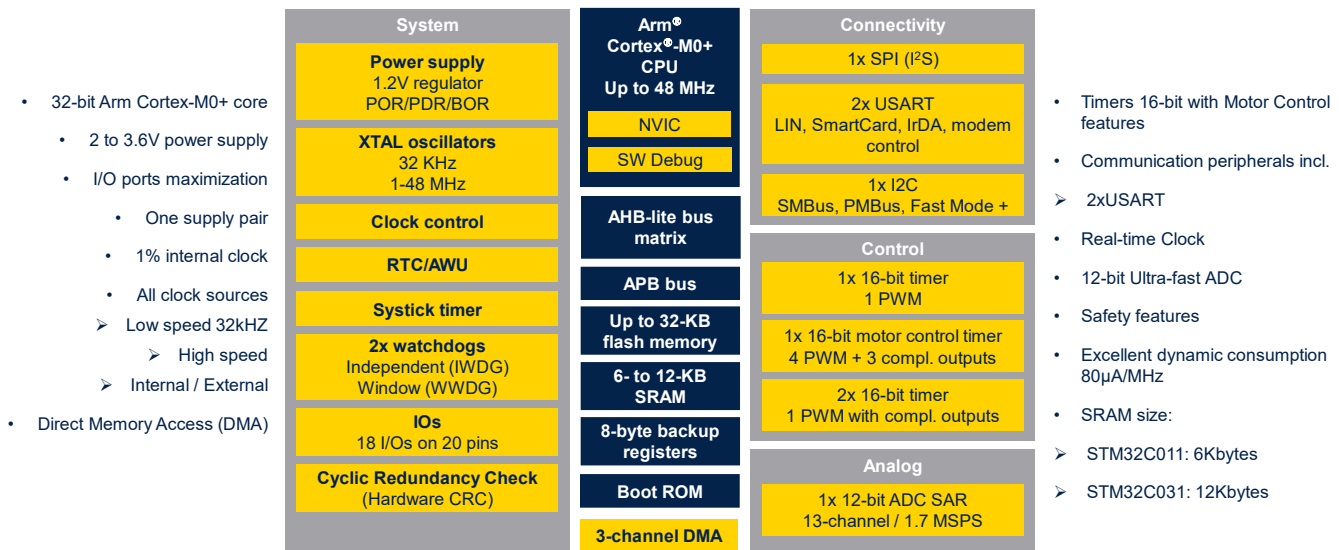 • 32-bit Arm Cortex-M0+ core
• 2 to 3.6V power supply
• I/O ports maximization
• One supply pair
• 1% internal clock
• All clock sources
➢ Low speed 32kHZ
➢ High speed
➢ Internal / External
• Direct Memory Access (DMA)
System
Power supply
1.2V regulator
POR/PDR/BOR
XTAL oscillators
32 KHz
1-48 MHz
Clock control
RTC/AWU
Systick timer
2x watchdogs
Independent (IWDG)
Window (WWDG)
IOs
18 I/Os on 20 pins
Cyclic Redundancy Check
(Hardware CRC)
Arm®
Cortex®-M0+
CPU
Up to 48 MHz
NVIC
SW Debug
AHB-lite bus
matrix
APB bus
Up to 32-KB
flash memory
6- to 12-KB
SRAM
8-byte backup
registers
Boot ROM
3-channel DMA
Connectivity
1x SPI (I²S)
2x USART
LIN, SmartCard, IrDA, modem
control
1x I2C
SMBus, PMBus, Fast Mode +
Control
1x 16-bit timer
1 PWM
1x 16-bit motor control timer
4 PWM + 3 compl. outputs
2x 16-bit timer
1 PWM with compl. outputs
Analog
1x 12-bit ADC SAR
13-channel / 1.7 MSPS
• Timers 16-bit with Motor Control
features
• Communication peripherals incl.
➢ 2xUSART
• Real-time Clock
• 12-bit Ultra-fast ADC
• Safety features
• Excellent dynamic consumption
80µA/MHz
• SRAM size:
➢ STM32C011: 6Kbytes
➢ STM32C031: 12Kbytes